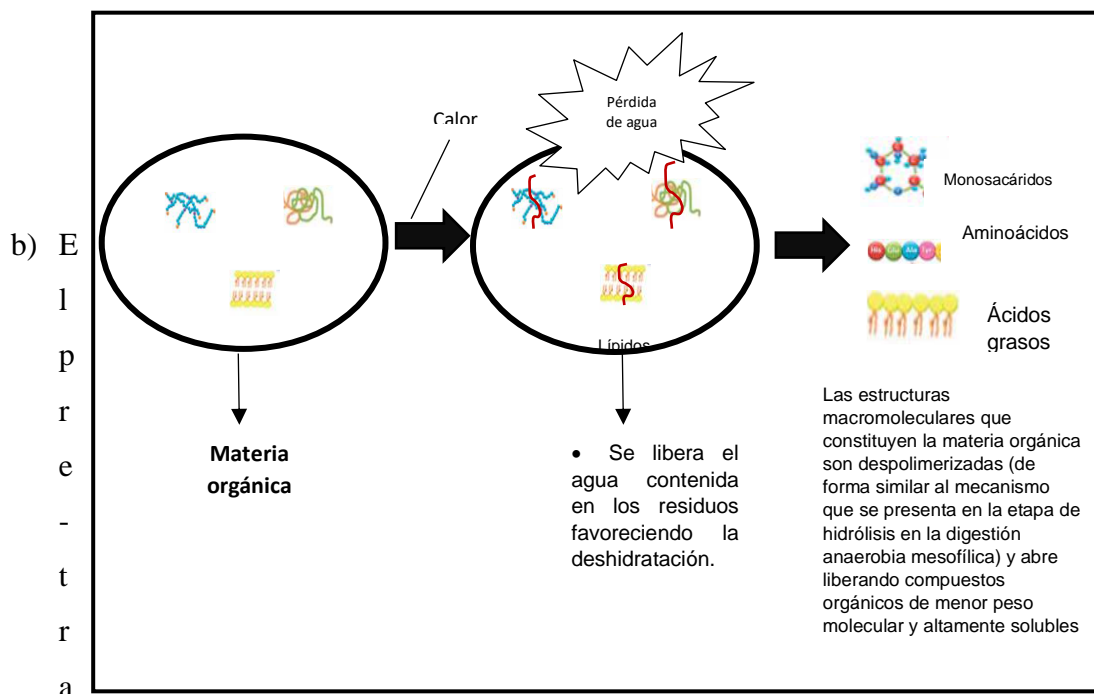 Pérdida
de agua
Calor
Monosacáridos
Aminoácidos
His
Ala
Tyr
Ácidos
grasos
Lípidos
b) E
l
p
r
e
-
t
r
a
Materia
orgánica
• Se libera el
agua contenida
en los residuos
favoreciendo la
deshidratación.
Las estructuras
macromoleculares que
constituyen la materia orgánica
son despolimerizadas (de
forma similar al mecanismo
que se presenta en la etapa de
hidrólisis en la digestión
anaerobia mesofílica) y abre
liberando compuestos
orgánicos de menor peso
molecular y altamente solubles